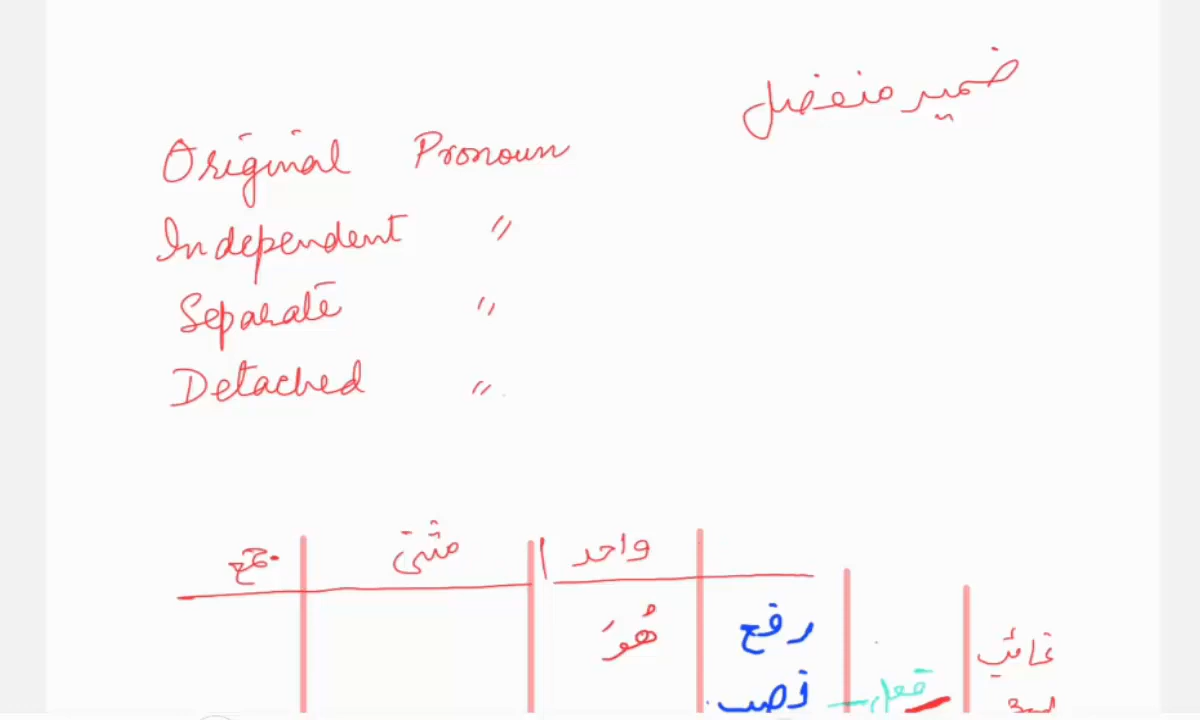 ضمیر منفصل
Original Pronoun
Independent "
Separate "
Detached "
واحد مثنیٰ جمع
غائب رفع هُوَ
نصب